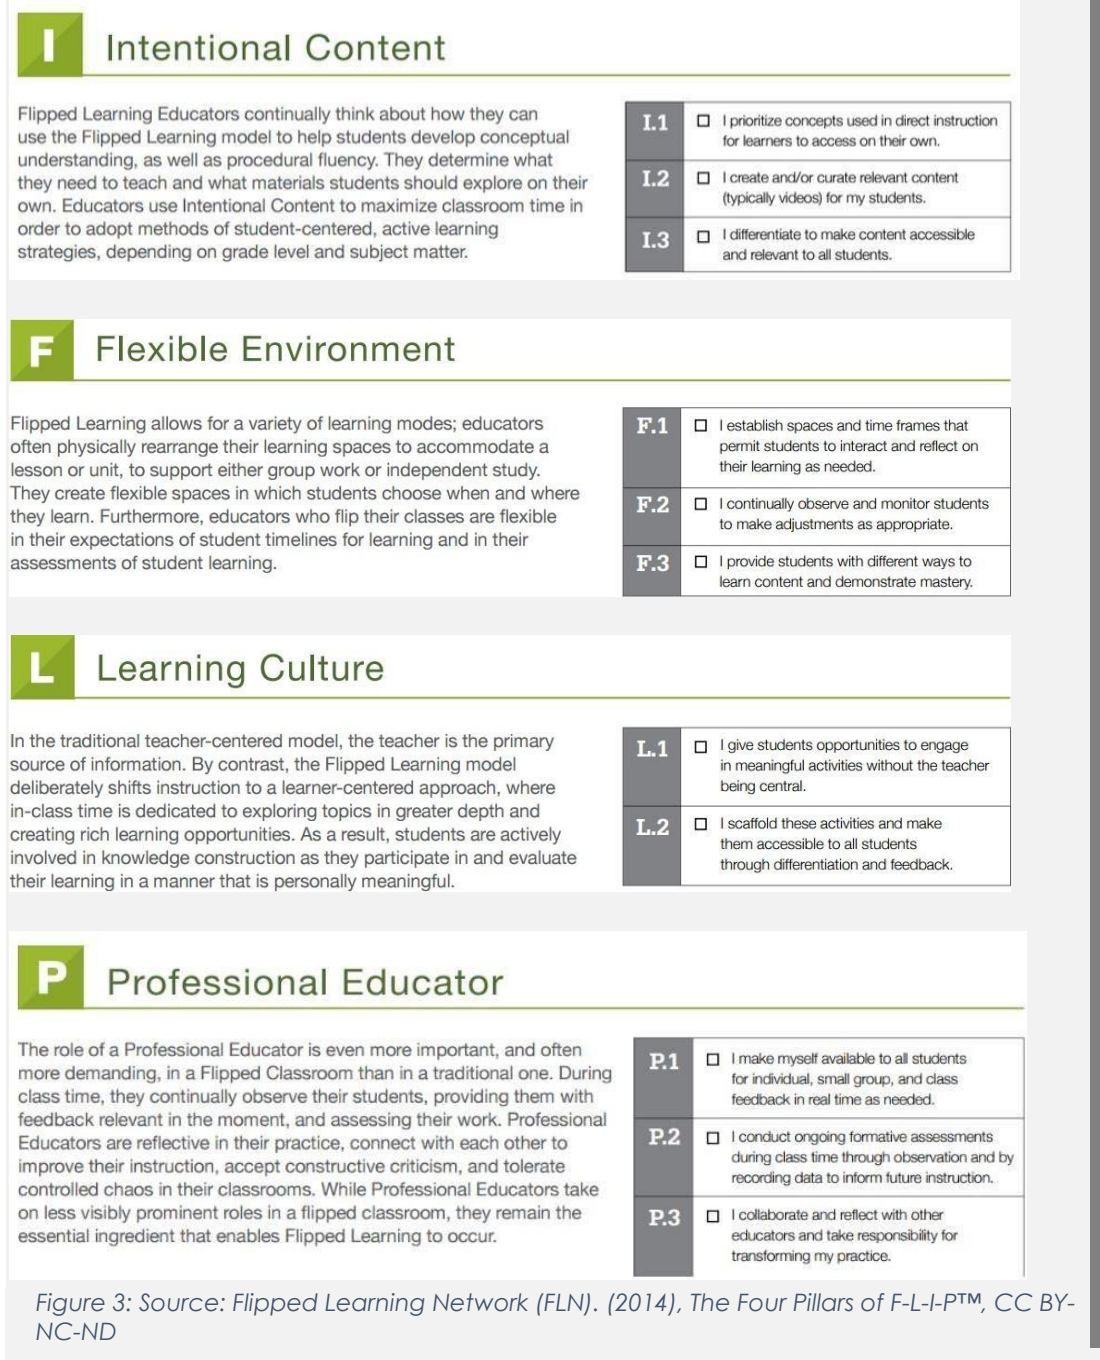 I Intentional Content
Flipped Learning Educators continually think about how they can
use the Flipped Learning model to help students develop conceptual
understanding, as well as procedural fluency. They determine what
they need to teach and what materials students should explore on their
own. Educators use Intentional Content to maximize classroom time in
order to adopt methods of student-centered, active learning
strategies, depending on grade level and subject matter.
I.1 ☐ I prioritize concepts used in direct instruction
for learners to access on their own.
I.2 ☐ I create and/or curate relevant content
(typically videos) for my students.
I.3 ☐ I differentiate to make content accessible
and relevant to all students.
F Flexible Environment
Flipped Learning allows for a variety of learning modes; educators
often physically rearrange their learning spaces to accommodate a
lesson or unit, to support either group work or independent study.
They create flexible spaces in which students choose when and where
they learn. Furthermore, educators who flip their classes are flexible
in their expectations of student timelines for learning and in their
assessments of student learning.
F.1 ☐ I establish spaces and time frames that
permit students to interact and reflect on
their learning as needed.
F.2 ☐ I continually observe and monitor students
to make adjustments as appropriate.
F.3 ☐ I provide students with different ways to
learn content and demonstrate mastery.
L Learning Culture
In the traditional teacher-centered model, the teacher is the primary
source of information. By contrast, the Flipped Learning model
deliberately shifts instruction to a learner-centered approach, where
in-class time is dedicated to exploring topics in greater depth and
creating rich learning opportunities. As a result, students are actively
involved in knowledge construction as they participate in and evaluate
their learning in a manner that is personally meaningful.
L.1 ☐ I give students opportunities to engage
in meaningful activities without the teacher
being central.
L.2 ☐ I scaffold these activities and make
them accessible to all students
through differentiation and feedback.
P Professional Educator
The role of a Professional Educator is even more important, and often
more demanding, in a Flipped Classroom than in a traditional one. During
class time, they continually observe their students, providing them with
feedback relevant in the moment, and assessing their work. Professional
Educators are reflective in their practice, connect with each other to
improve their instruction, accept constructive criticism, and tolerate
controlled chaos in their classrooms. While Professional Educators take
on less visibly prominent roles in a flipped classroom, they remain the
essential ingredient that enables Flipped Learning to occur.
P.1 ☐ I make myself available to all students
for individual, small group, and class
feedback in real time as needed.
P.2 ☐ I conduct ongoing formative assessments
during class time through observation and by
recording data to inform future instruction.
P.3 ☐ I collaborate and reflect with other
educators and take responsibility for
transforming my practice.
Figure 3: Source: Flipped Learning Network (FLN). (2014), The Four Pillars of F-L-I-P™, CC BY-
NC-ND